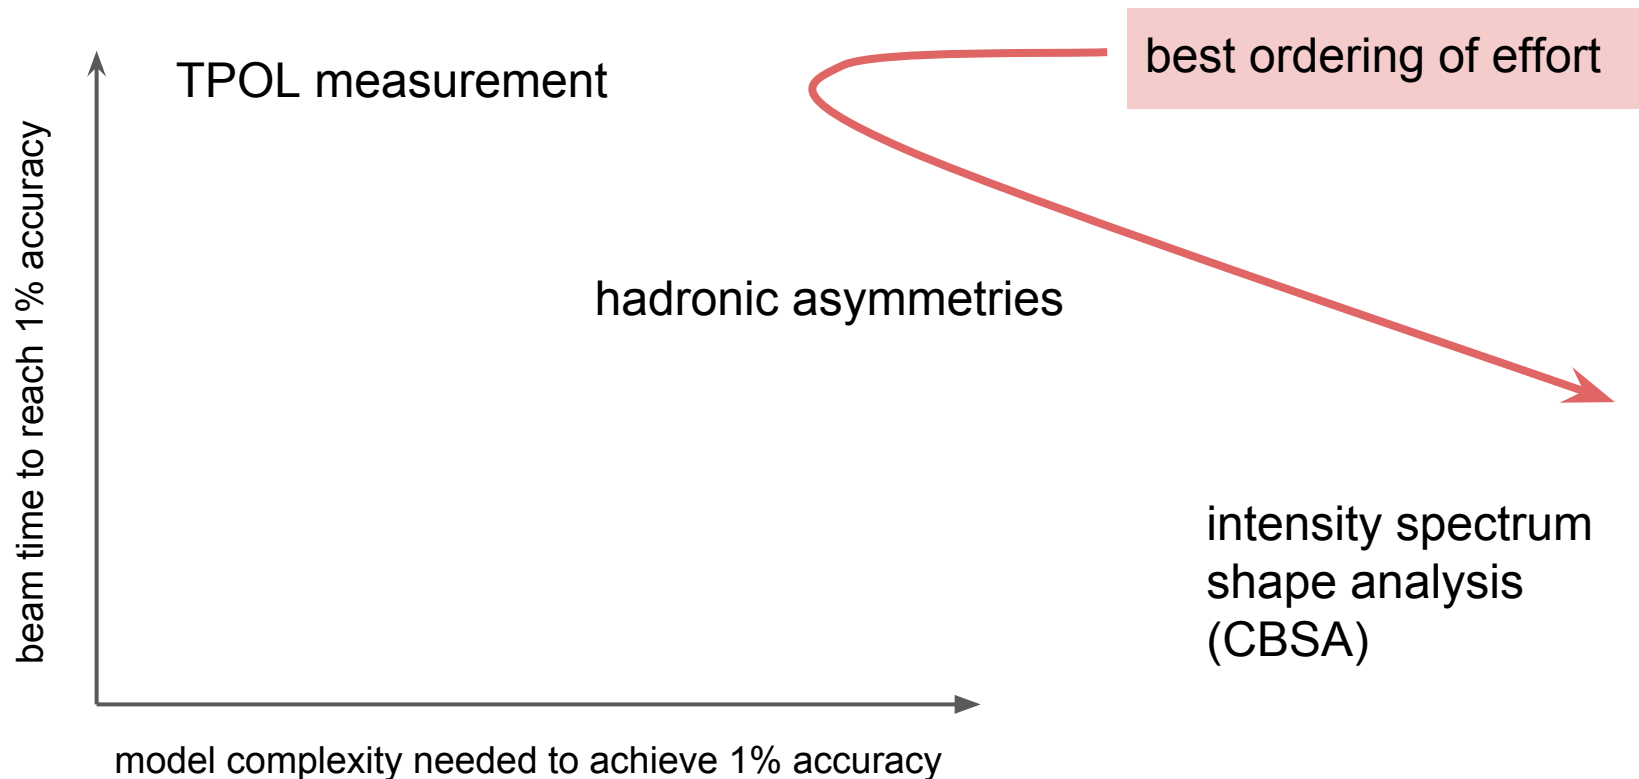 TPOL measurement
best ordering of effort
beam time to reach 1% accuracy
hadronic asymmetries
intensity spectrum
shape analysis
(CBSA)
model complexity needed to achieve 1% accuracy